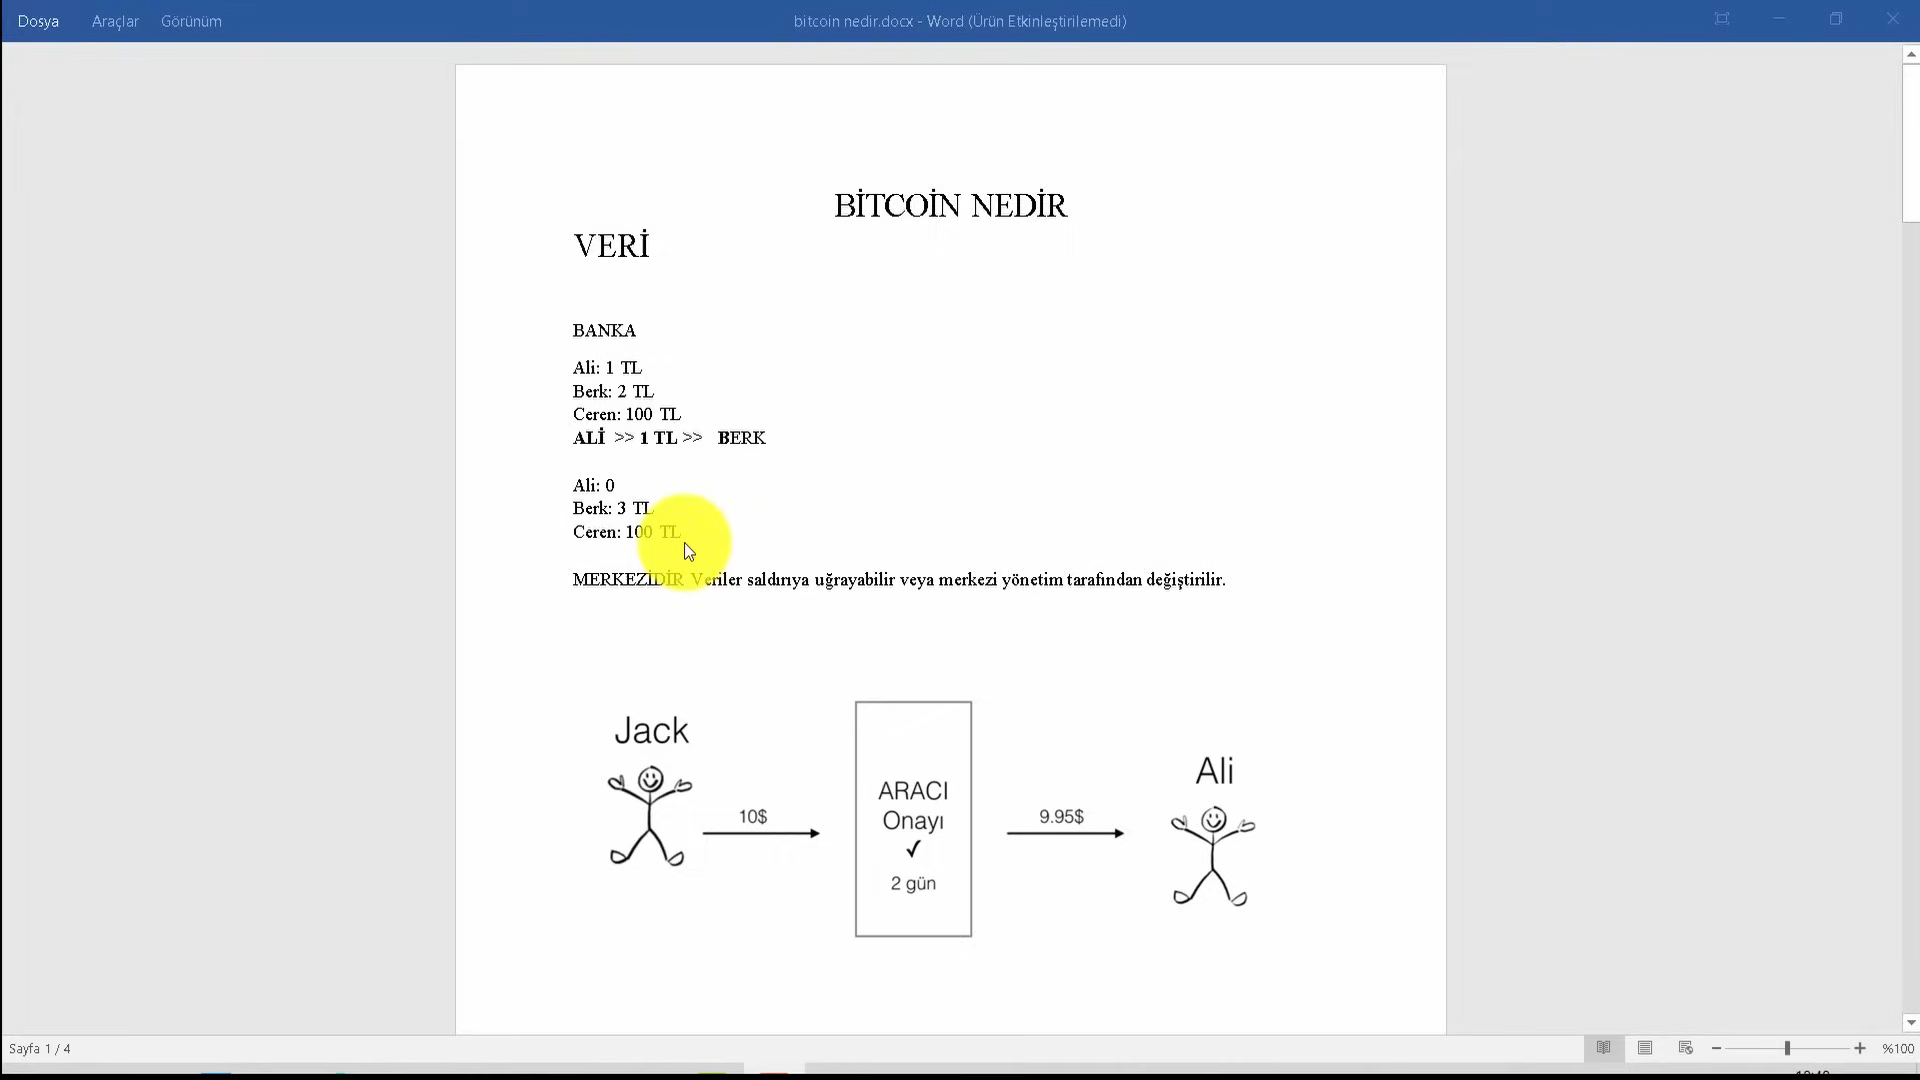 Dosya Araçlar Görünüm bitcoin nedir.docx - Word (Ürün Etkinleştirilemedi)
BİTCOİN NEDİR
VERİ
BANKA
Ali: 1 TL
Berk: 2 TL
Ceren: 100 TL
ALİ >> 1 TL >> BERK
Ali: 0
Berk: 3 TL
Ceren: 100 TL
MERKEZİDİR Veriler saldırıya uğrayabilir veya merkezi yönetim tarafından değiştirilir.
Jack
Ali
ARACI
10$
9.95$
Onayı
✓
2 gün
Sayfa 1 / 4
%100